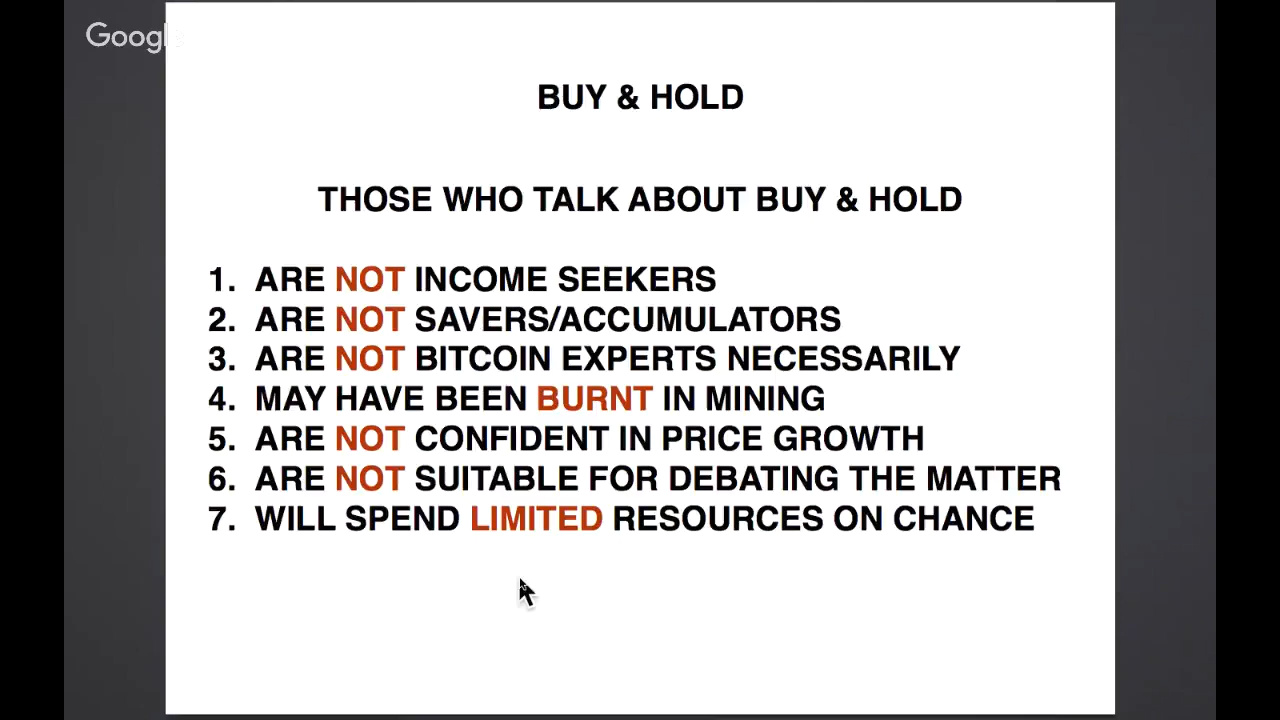 Google
BUY & HOLD
THOSE WHO TALK ABOUT BUY & HOLD
1. ARE NOT INCOME SEEKERS
2. ARE NOT SAVERS/ACCUMULATORS
3. ARE NOT BITCOIN EXPERTS NECESSARILY
4. MAY HAVE BEEN BURNT IN MINING
5. ARE NOT CONFIDENT IN PRICE GROWTH
6. ARE NOT SUITABLE FOR DEBATING THE MATTER
7. WILL SPEND LIMITED RESOURCES ON CHANCE